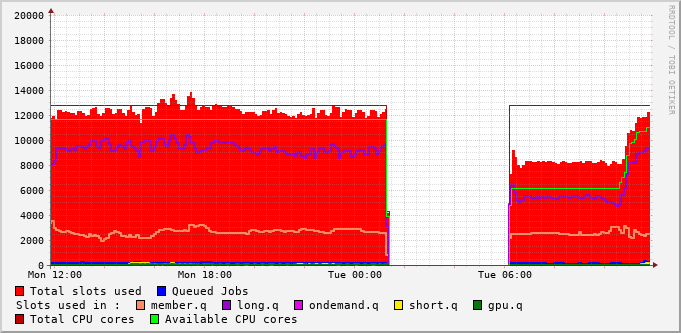 20000
18000
16000
14000
12000
10000
8000
6000
4000
2000
0
Mon 12:00 Mon 18:00 Tue 00:00 Tue 06:00
Total slots used Queued Jobs
Slots used in : member.q long.q ondemand.q short.q gpu.q
Total CPU cores Available CPU cores
RRDTOOL / TOBI OETIKER